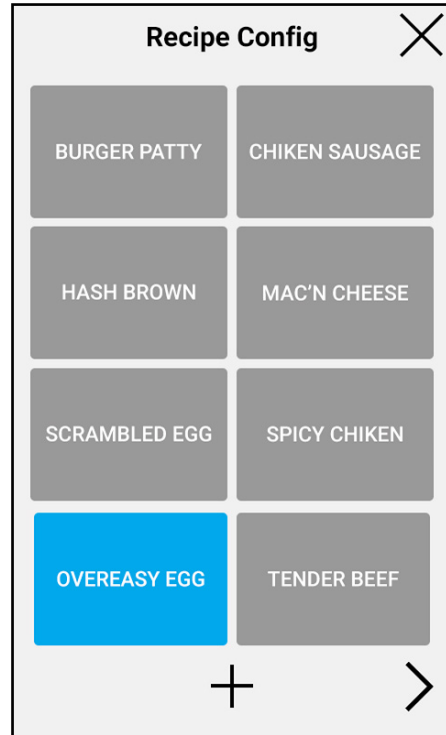 Recipe Config
BURGER PATTY
CHIKEN SAUSAGE
HASH BROWN
MAC'N CHEESE
SCRAMBLED EGG
SPICY CHIKEN
OVEREASY EGG
TENDER BEEF